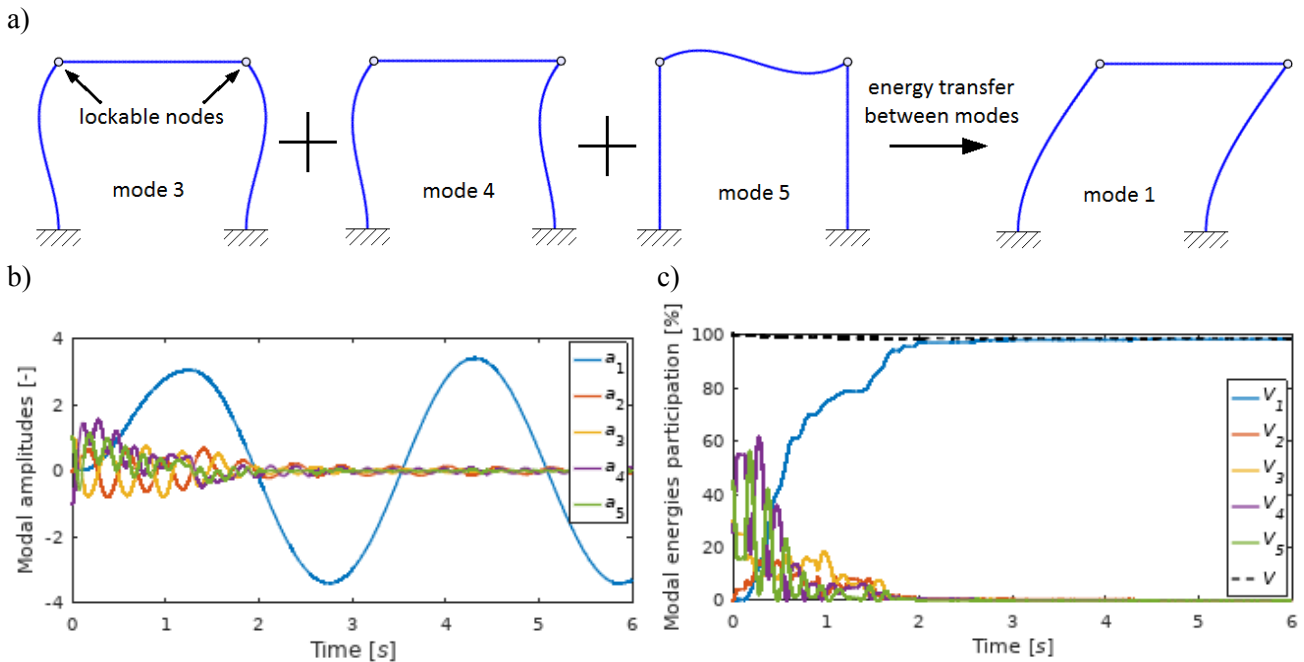 a)
lockable nodes
mode 3
mode 4
mode 5
energy transfer
between modes
mode 1
b)
Modal amplitudes [-]
4
2
0
-2
-4
0 1 2 3 4 5 6
Time [s]
a1
a2
a3
a4
a5
c)
Modal energies participation [%]
100
80
60
40
20
0
0 1 2 3 4 5 6
Time [s]
V1
V2
V3
V4
V5
V